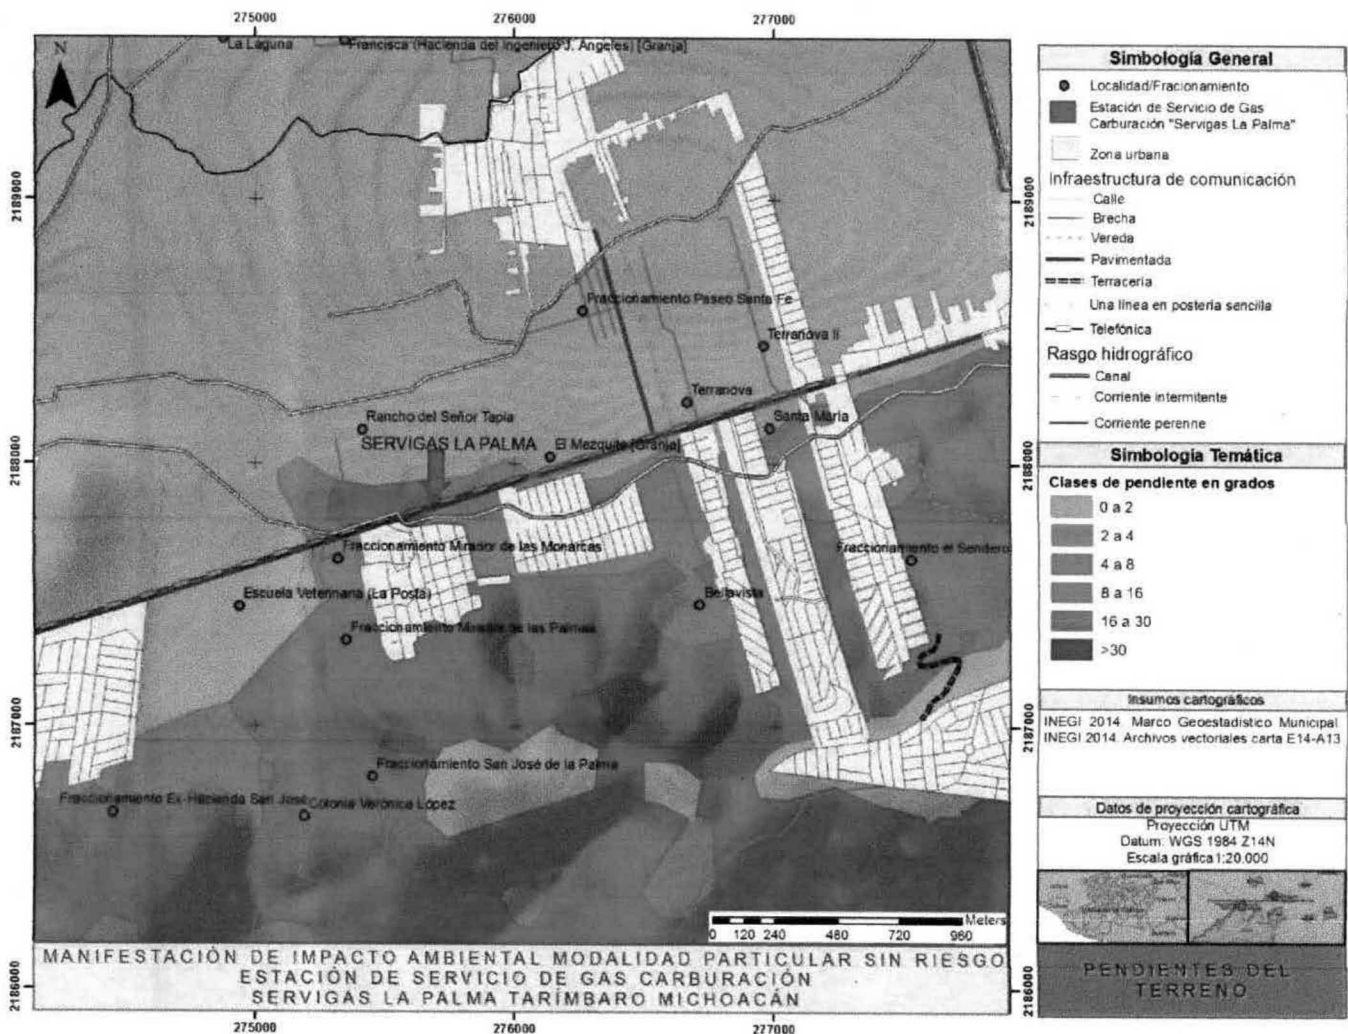 275000
276000
277000
N
La Laguna
Francisca (Hacienda del Ingeniero J. Angeles) [Granja]
2189000
2189000
Fraccionamiento Paseo Santa Fe
Terranova II
Terranova
Rancho del Señor Tapia
Santa María
SERVIGAS LA PALMA
El Mezquite [Granja]
2188000
2188000
Fraccionamiento Mirador de las Monarcas
Fraccionamiento el Sendero
Escuela Veterinaria (La Posta)
Bellavista
Fraccionamiento Mirador de las Palmas
2187000
2187000
Fraccionamiento San José de la Palma
Fraccionamiento Ex-Hacienda San José
Colonia Verónica López
Meters
0 120 240 480 720 960
2186000
2186000
MANIFESTACIÓN DE IMPACTO AMBIENTAL MODALIDAD PARTICULAR SIN RIESGO
ESTACIÓN DE SERVICIO DE GAS CARBURACIÓN
SERVIGAS LA PALMA TARÍMBARO MICHOACÁN
275000
276000
277000
Simbología General
Localidad/Fracionamiento
Estación de Servicio de Gas
Carburación "Servigas La Palma"
Zona urbana
Infraestructura de comunicación
Calle
Brecha
Vereda
Pavimentada
Terracería
Una línea en postería sencilla
Telefónica
Rasgo hidrográfico
Canal
Corriente intermitente
Corriente perenne
Simbología Temática
Clases de pendiente en grados
0 a 2
2 a 4
4 a 8
8 a 16
16 a 30
>30
Insumos cartográficos
INEGI 2014. Marco Geoestadístico Municipal
INEGI 2014. Archivos vectoriales carta E14-A13
Datos de proyección cartográfica
Proyección UTM
Datum: WGS 1984 Z14N
Escala gráfica 1:20,000
PENDIENTES DEL
TERRENO